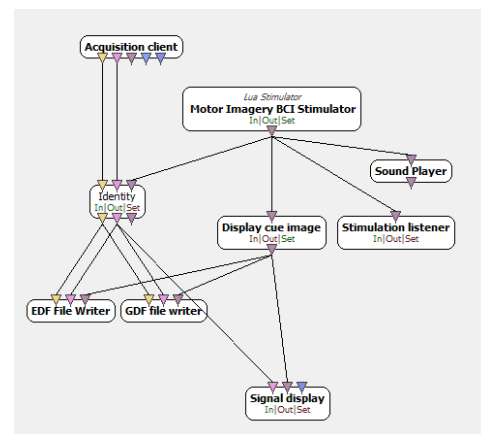 Acquisition client
Lua Stimulator
Motor Imagery BCI Stimulator
In|Out|Set
Sound Player
Identity
In|Out|Set
Display cue image
In|Out|Set
Stimulation listener
In|Out|Set
EDF File Writer
GDF file writer
Signal display
In|Out|Set